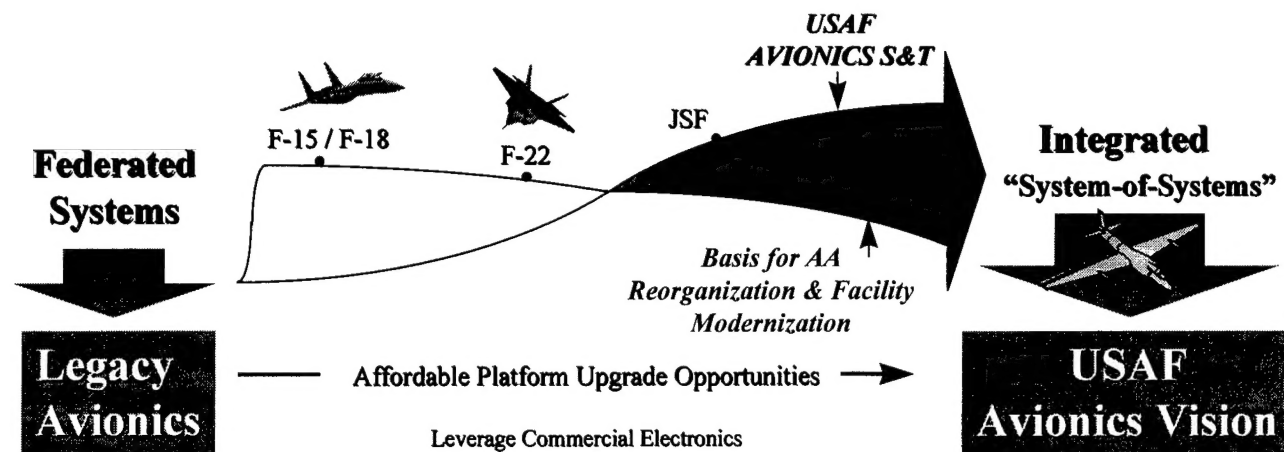 USAF
AVIONICS S&T
F-15 / F-18
F-22
JSF
Federated
Systems
Integrated
“System-of-Systems”
Basis for AA
Reorganization & Facility
Modernization
Legacy
Avionics
Affordable Platform Upgrade Opportunities
Leverage Commercial Electronics
USAF
Avionics Vision